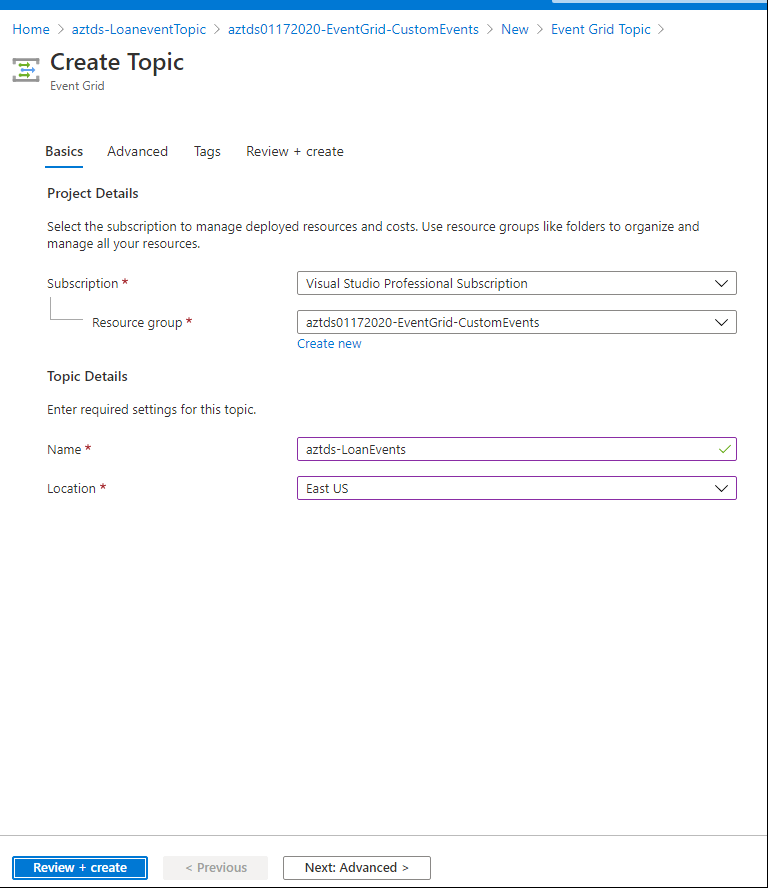 Home > aztds-LoaneventTopic > aztds01172020-EventGrid-CustomEvents > New > Event Grid Topic >
Create Topic
Event Grid
Basics Advanced Tags Review + create
Project Details
Select the subscription to manage deployed resources and costs. Use resource groups like folders to organize and
manage all your resources.
Subscription * Visual Studio Professional Subscription
Resource group * aztds01172020-EventGrid-CustomEvents
Create new
Topic Details
Enter required settings for this topic.
Name * aztds-LoanEvents
Location * East US
Review + create < Previous Next: Advanced >